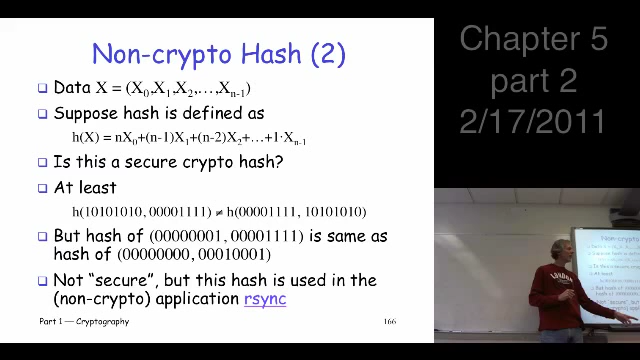 Non-crypto Hash (2)
Data X = (X₀,X₁,X₂,…,Xₙ₋₁)
Suppose hash is defined as
h(X) = nX₀+(n-1)X₁+(n-2)X₂+…+1·Xₙ₋₁
Is this a secure crypto hash?
At least
h(10101010, 00001111) ≠ h(00001111, 10101010)
But hash of (00000001, 00001111) is same as
hash of (00000000, 00010001)
Not “secure”, but this hash is used in the
(non-crypto) application rsync
Part 1 — Cryptography
166
Chapter 5
part 2
2/17/2011
Non-crypto
LONDON